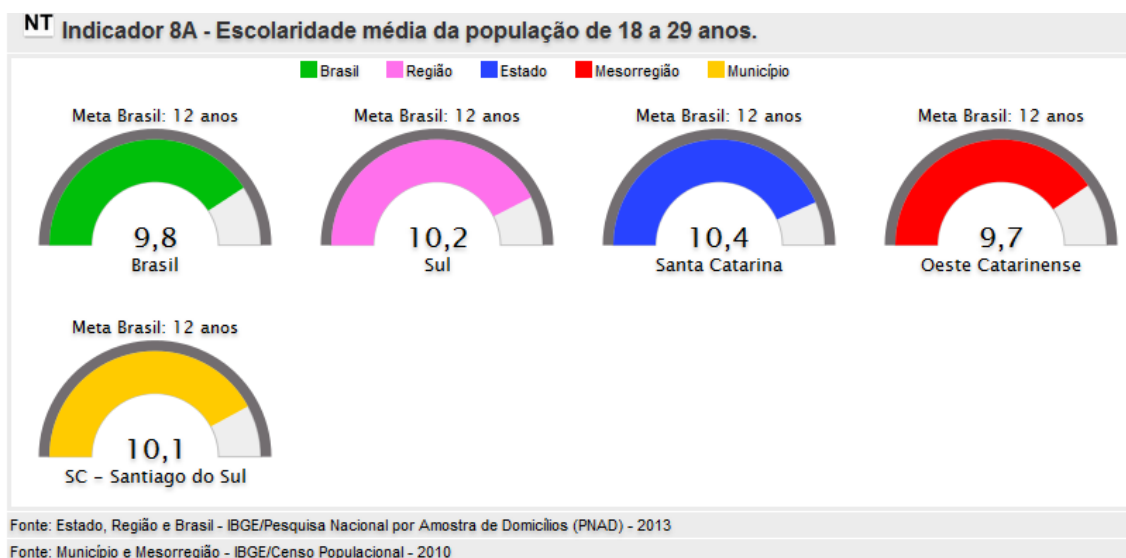 NT Indicador 8A - Escolaridade média da população de 18 a 29 anos.
Brasil Região Estado Mesorregião Município
Meta Brasil: 12 anos Meta Brasil: 12 anos Meta Brasil: 12 anos Meta Brasil: 12 anos
9,8 10,2 10,4 9,7
Brasil Sul Santa Catarina Oeste Catarinense
Meta Brasil: 12 anos
10,1
SC - Santiago do Sul
Fonte: Estado, Região e Brasil - IBGE/Pesquisa Nacional por Amostra de Domicílios (PNAD) - 2013
Fonte: Município e Mesorregião - IBGE/Censo Populacional - 2010